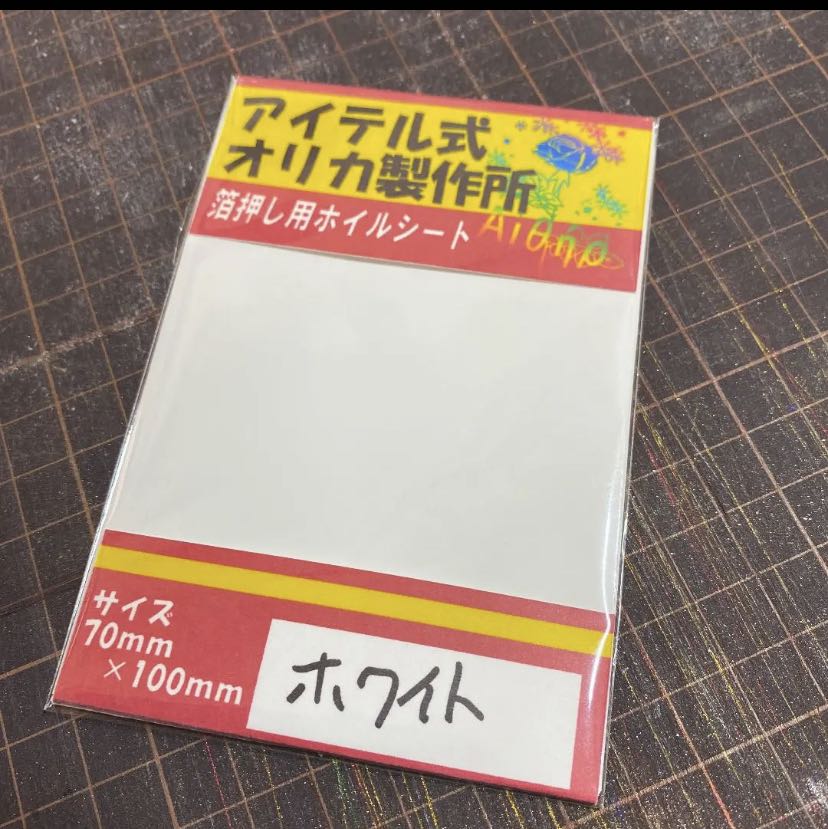 アイテル式
オリカ製作所
箔押し用ホイルシート
サイズ
70mm
×100mm
ホワイト